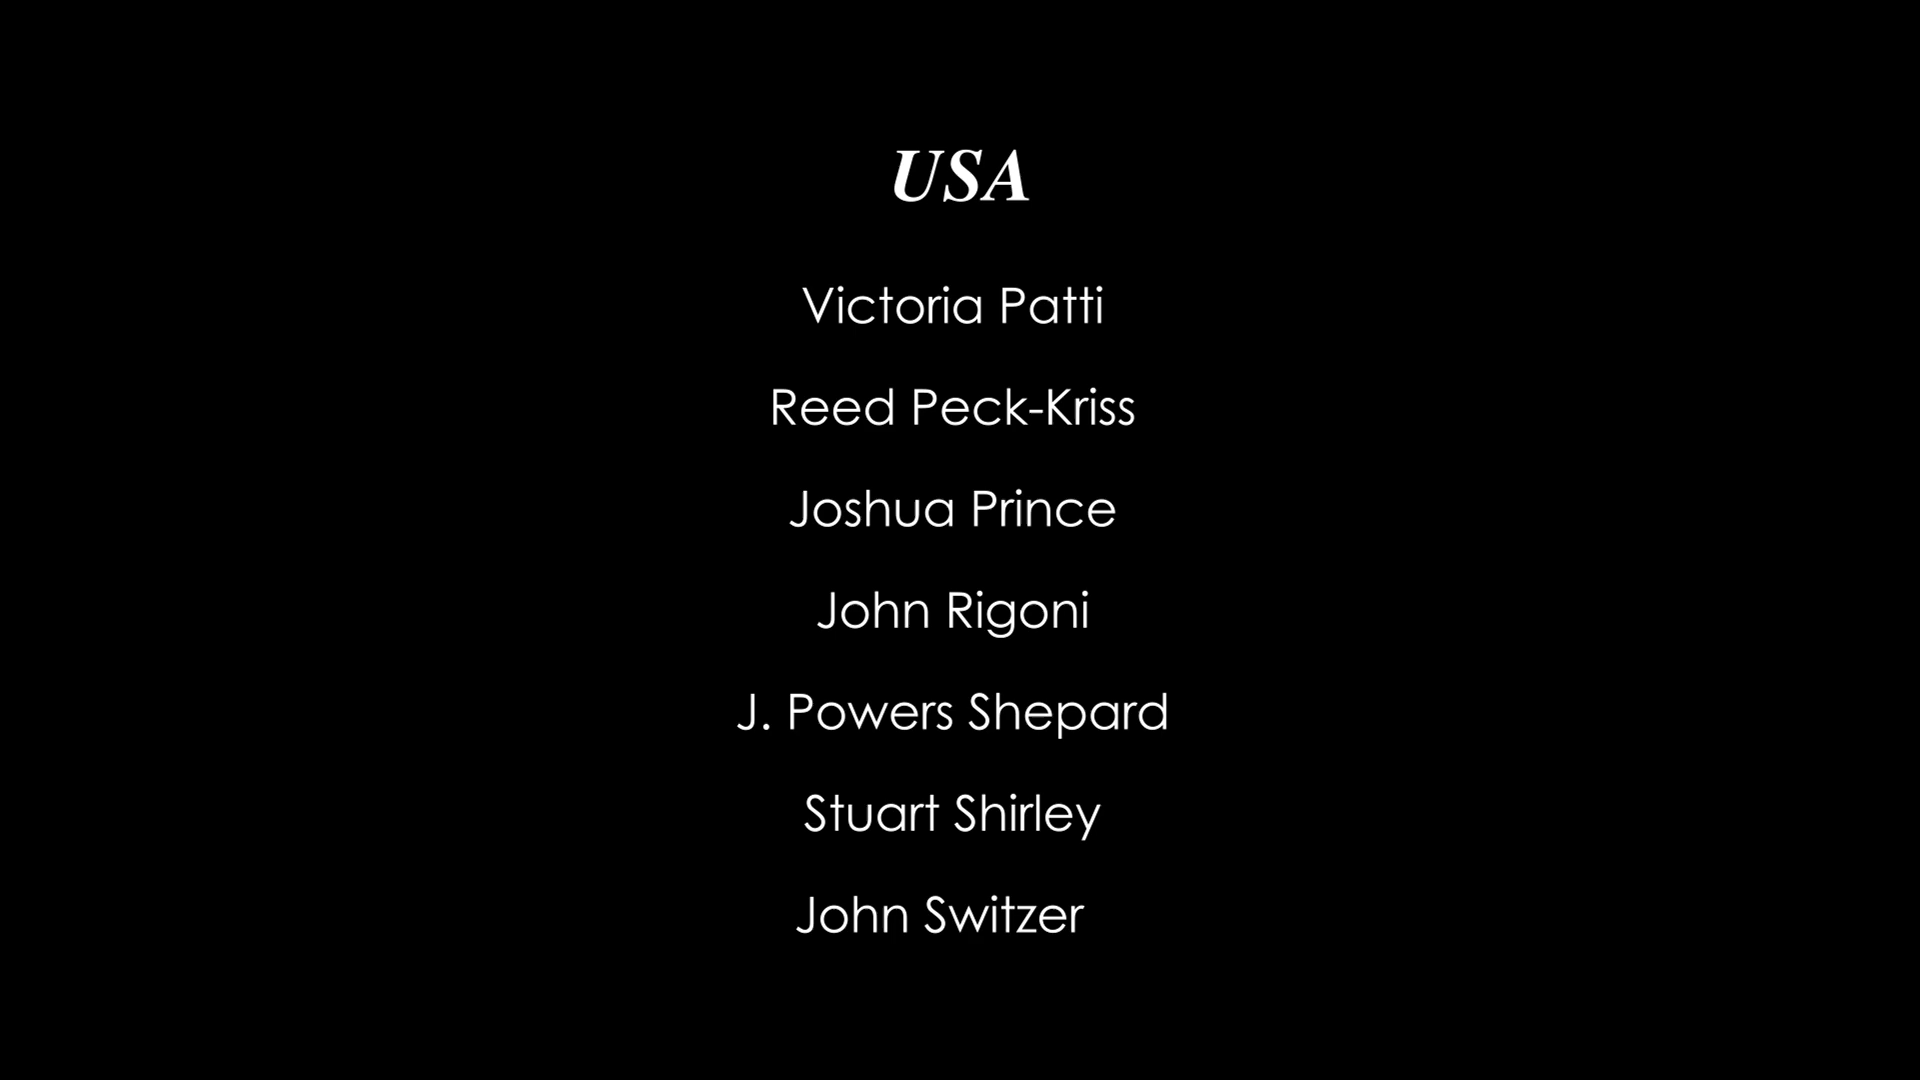 USA
Victoria Patti
Reed Peck-Kriss
Joshua Prince
John Rigoni
J. Powers Shepard
Stuart Shirley
John Switzer